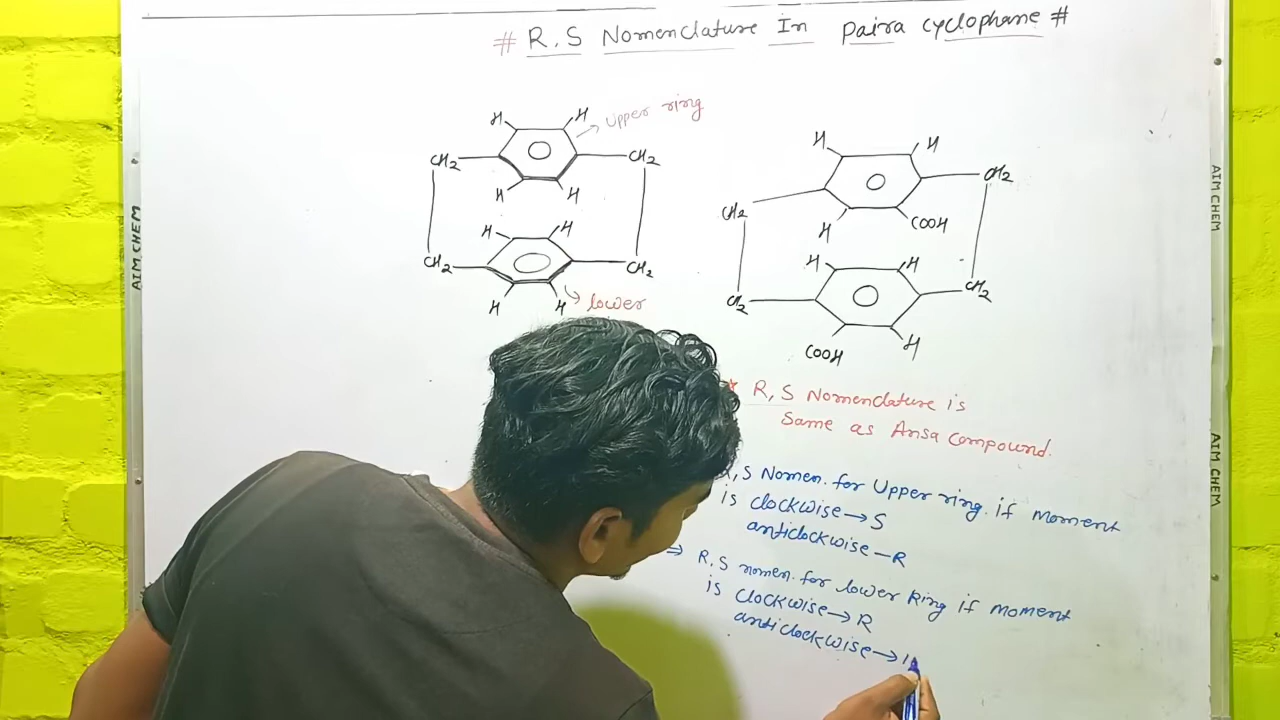 # R.S Nomenclature In paira cyclophane #
H H upper ring
CH2 CH2
H H
H H
CH2 CH2
H H lower
H H
CH2
CH2
H COOH
H H
CH2
CH2
COOH H
* R,S Nomenclature is
Same as Ansa compound.
,S Nomen. for Upper ring if moment
is clockwise → S
anticlockwise — R
⇒ R.S nomen. for lower Ring if moment
is clockwise → R
anticlockwise →
AIM CHEM
AIM CHEM
AIM CHEM